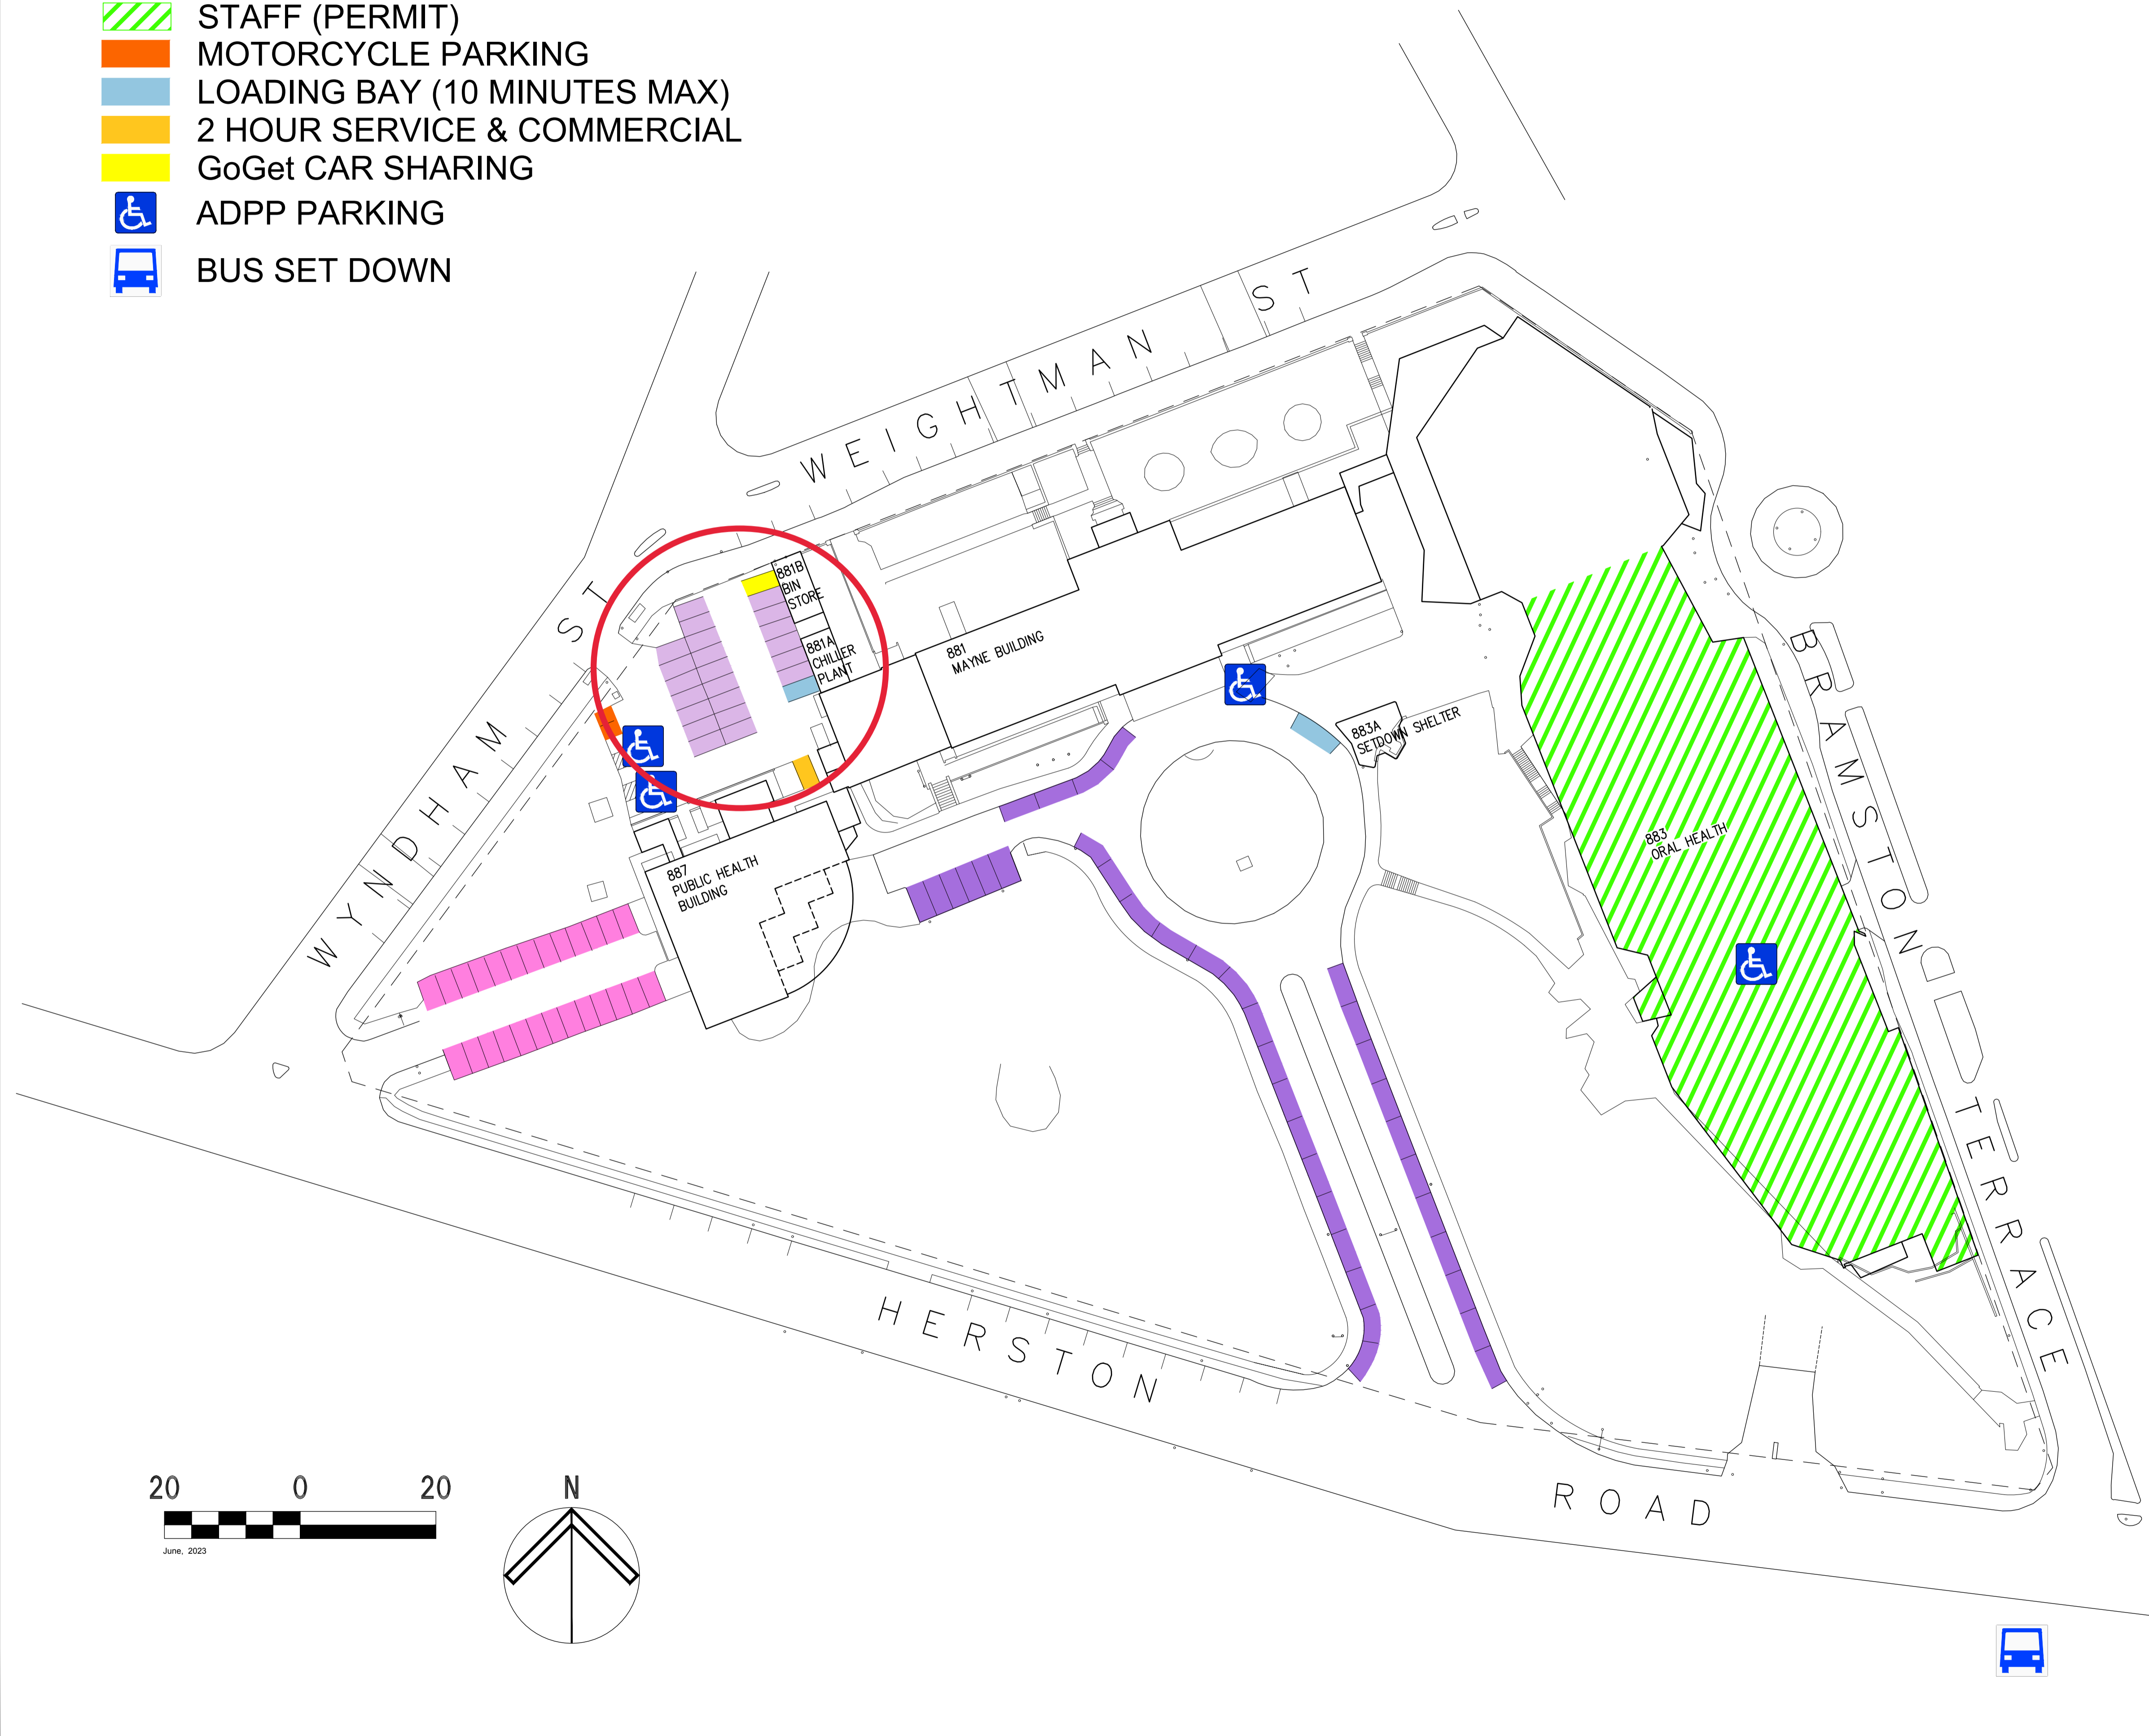 STAFF (PERMIT)
MOTORCYCLE PARKING
LOADING BAY (10 MINUTES MAX)
2 HOUR SERVICE & COMMERCIAL
GoGet CAR SHARING
ADPP PARKING
BUS SET DOWN
WEIGHTMAN ST
WYNDHAM ST
881B
BIN
STORE
881A
CHILLER
PLANT
881
MAYNE BUILDING
883A
SETDOWN SHELTER
BRAMSTON TERRACE
883
ORAL HEALTH
887
PUBLIC HEALTH
BUILDING
HERSTON ROAD
20 0 20
N
June, 2023